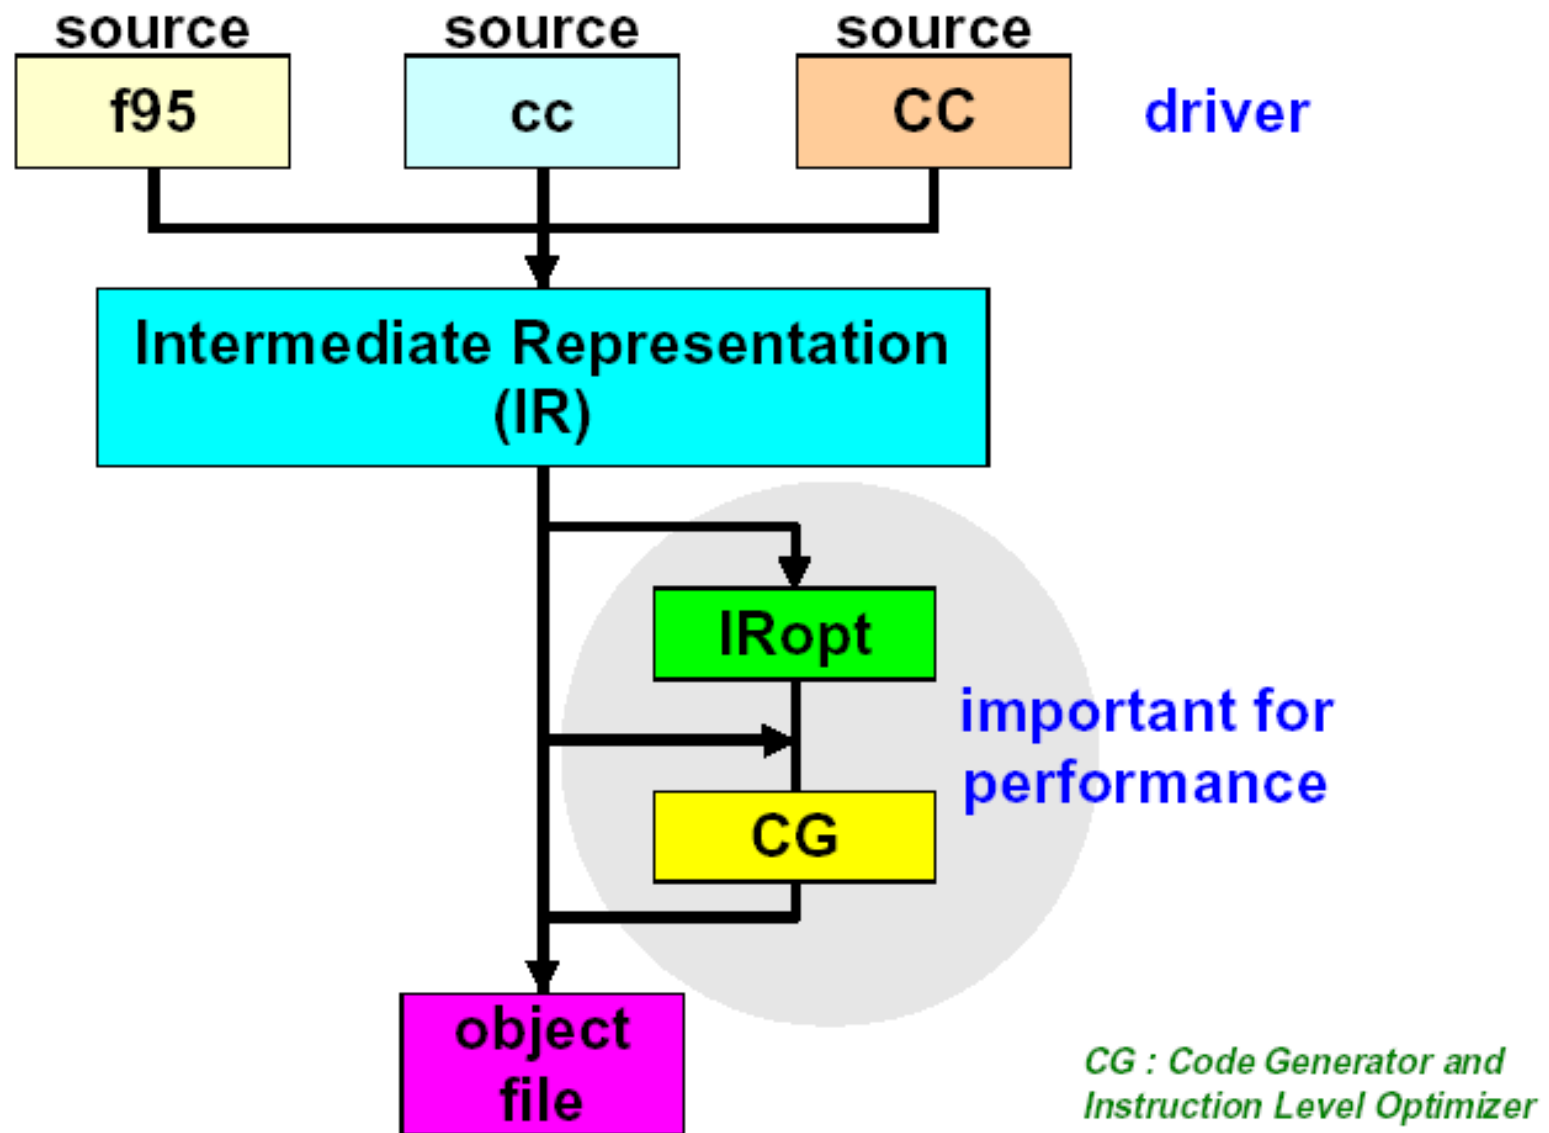 source source source
f95 cc CC driver
Intermediate Representation
(IR)
IRopt
important for
performance
CG
object
file
CG : Code Generator and
Instruction Level Optimizer